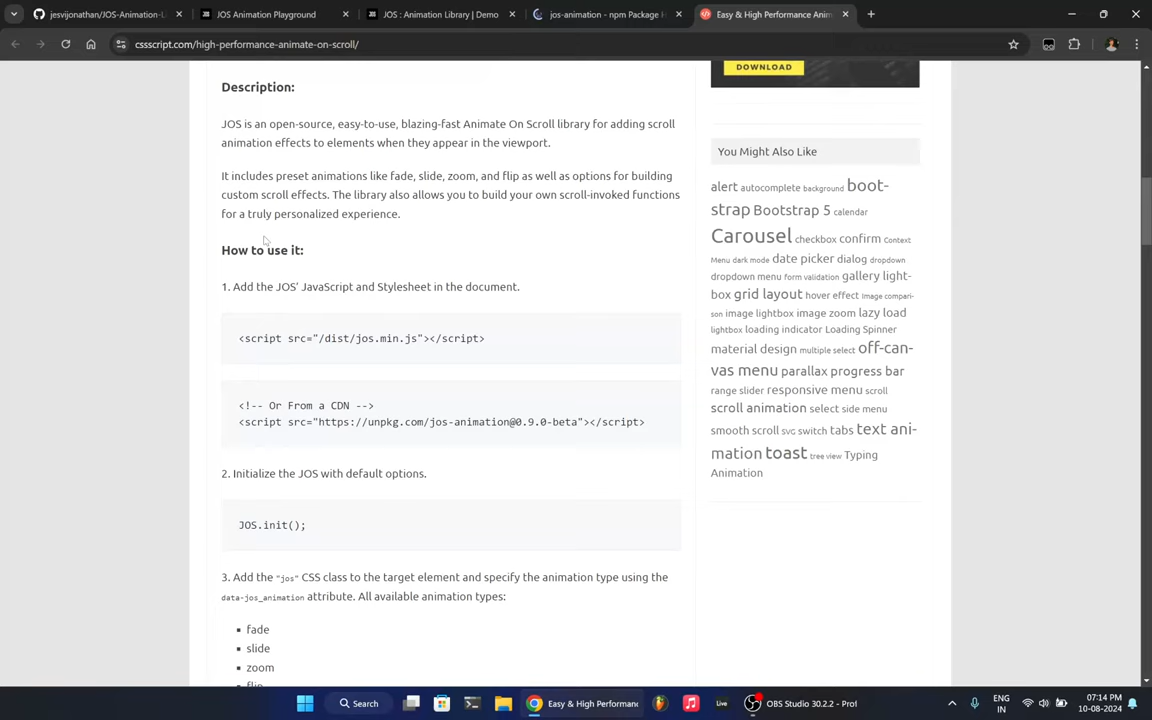 jesvijonathan/JOS-Animation-L
JOS Animation Playground
JOS : Animation Library | Demo
jos-animation - npm Package H
Easy & High Performance Anim
cssscript.com/high-performance-animate-on-scroll/
Description:
JOS is an open-source, easy-to-use, blazing-fast Animate On Scroll library for adding scroll
animation effects to elements when they appear in the viewport.
It includes preset animations like fade, slide, zoom, and flip as well as options for building
custom scroll effects. The library also allows you to build your own scroll-invoked functions
for a truly personalized experience.
How to use it:
1. Add the JOS' JavaScript and Stylesheet in the document.
<script src="/dist/jos.min.js"></script>
<!-- Or From a CDN -->
<script src="https://unpkg.com/jos-animation@0.9.0-beta"></script>
2. Initialize the JOS with default options.
JOS.init();
3. Add the "jos" CSS class to the target element and specify the animation type using the
data-jos_animation attribute. All available animation types:
fade
slide
zoom
flip
DOWNLOAD
You Might Also Like
alert autocomplete background boot-
strap Bootstrap 5 calendar
Carousel checkbox confirm Context
Menu dark mode date picker dialog dropdown
dropdown menu form validation gallery light-
box grid layout hover effect Image compari-
son image lightbox image zoom lazy load
lightbox loading indicator Loading Spinner
material design multiple select off-can-
vas menu parallax progress bar
range slider responsive menu scroll
scroll animation select side menu
smooth scroll SVG switch tabs text ani-
mation toast tree view Typing
Animation
Search
Easy & High Performanc
Live
OBS Studio 30.2.2 - Prof
ENG
IN
07:14 PM
10-08-2024